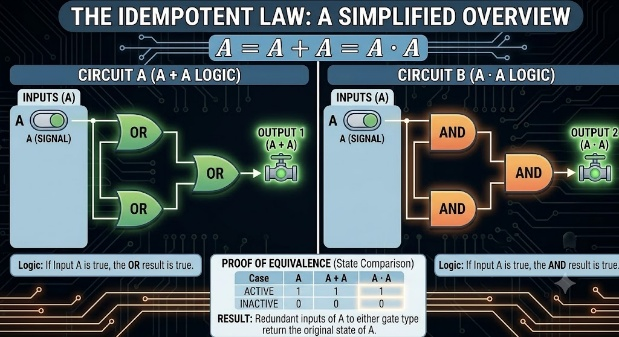 THE IDEMPOTENT LAW: A SIMPLIFIED OVERVIEW
A = A + A = A · A
CIRCUIT A (A + A LOGIC)
INPUTS (A)
A
A (SIGNAL)
OR
OR
OR
OUTPUT 1
(A + A)
Logic: If Input A is true, the OR result is true.
CIRCUIT B (A · A LOGIC)
INPUTS (A)
A
A (SIGNAL)
AND
AND
AND
OUTPUT 2
(A · A)
Logic: If Input A is true, the AND result is true.
PROOF OF EQUIVALENCE (State Comparison)
Case A A + A A · A
ACTIVE 1 1 1
INACTIVE 0 0 0
RESULT: Redundant inputs of A to either gate type
return the original state of A.